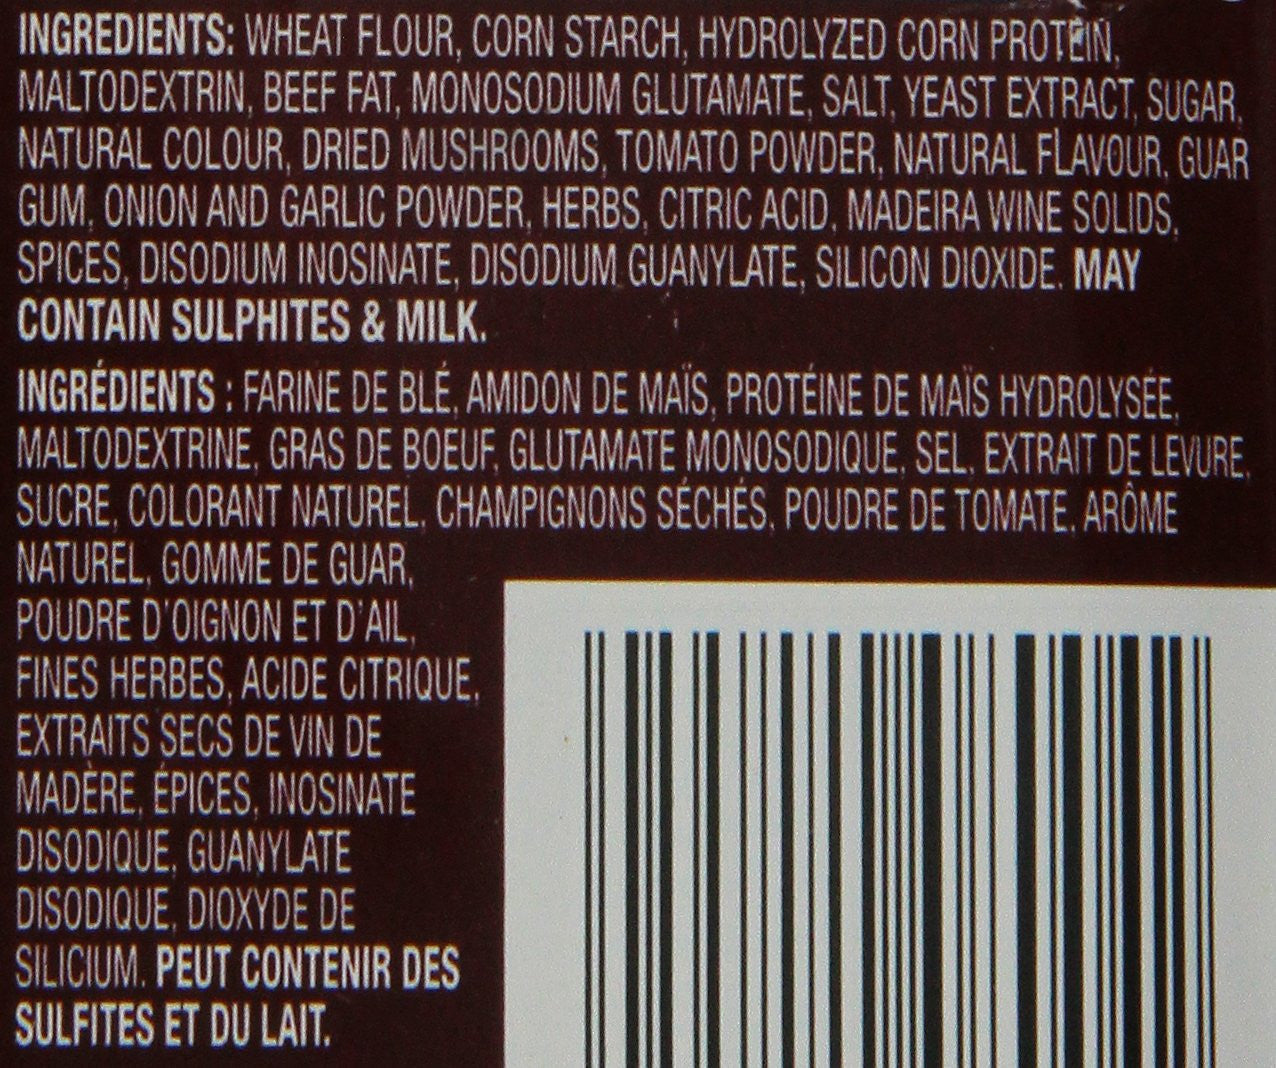 INGREDIENTS: WHEAT FLOUR, CORN STARCH, HYDROLYZED CORN PROTEIN,
MALTODEXTRIN, BEEF FAT, MONOSODIUM GLUTAMATE, SALT, YEAST EXTRACT, SUGAR,
NATURAL COLOUR, DRIED MUSHROOMS, TOMATO POWDER, NATURAL FLAVOUR, GUAR
GUM, ONION AND GARLIC POWDER, HERBS, CITRIC ACID, MADEIRA WINE SOLIDS,
SPICES, DISODIUM INOSINATE, DISODIUM GUANYLATE, SILICON DIOXIDE. MAY
CONTAIN SULPHITES & MILK.
INGRÉDIENTS : FARINE DE BLÉ, AMIDON DE MAÏS, PROTÉINE DE MAÏS HYDROLYSÉE,
MALTODEXTRINE, GRAS DE BOEUF, GLUTAMATE MONOSODIQUE, SEL, EXTRAIT DE LEVURE,
SUCRE, COLORANT NATUREL, CHAMPIGNONS SÉCHÉS, POUDRE DE TOMATE, ARÔME
NATUREL, GOMME DE GUAR,
POUDRE D'OIGNON ET D'AIL,
FINES HERBES, ACIDE CITRIQUE,
EXTRAITS SECS DE VIN DE
MADÈRE, ÉPICES, INOSINATE
DISODIQUE, GUANYLATE
DISODIQUE, DIOXYDE DE
SILICIUM. PEUT CONTENIR DES
SULFITES ET DU LAIT.